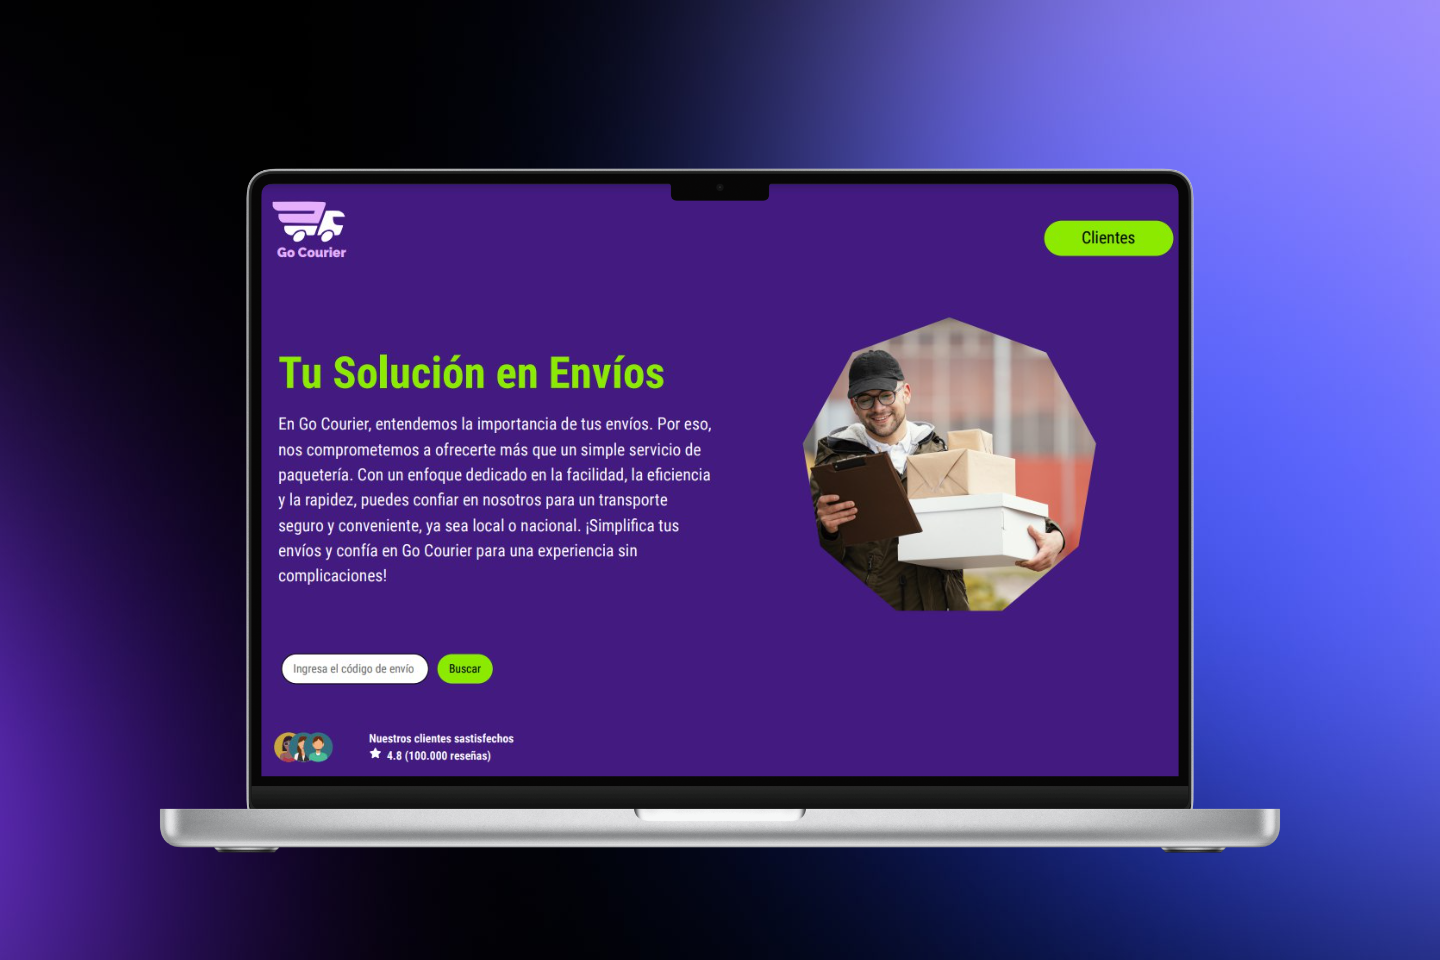 Go Courier
Clientes
Tu Solución en Envíos
En Go Courier, entendemos la importancia de tus envíos. Por eso,
nos comprometemos a ofrecerte más que un simple servicio de
paquetería. Con un enfoque dedicado en la facilidad, la eficiencia
y la rapidez, puedes confiar en nosotros para un transporte
seguro y conveniente, ya sea local o nacional. ¡Simplifica tus
envíos y confía en Go Courier para una experiencia sin
complicaciones!
Ingresa el código de envío
Buscar
Nuestros clientes sastisfechos
4.8 (100.000 reseñas)